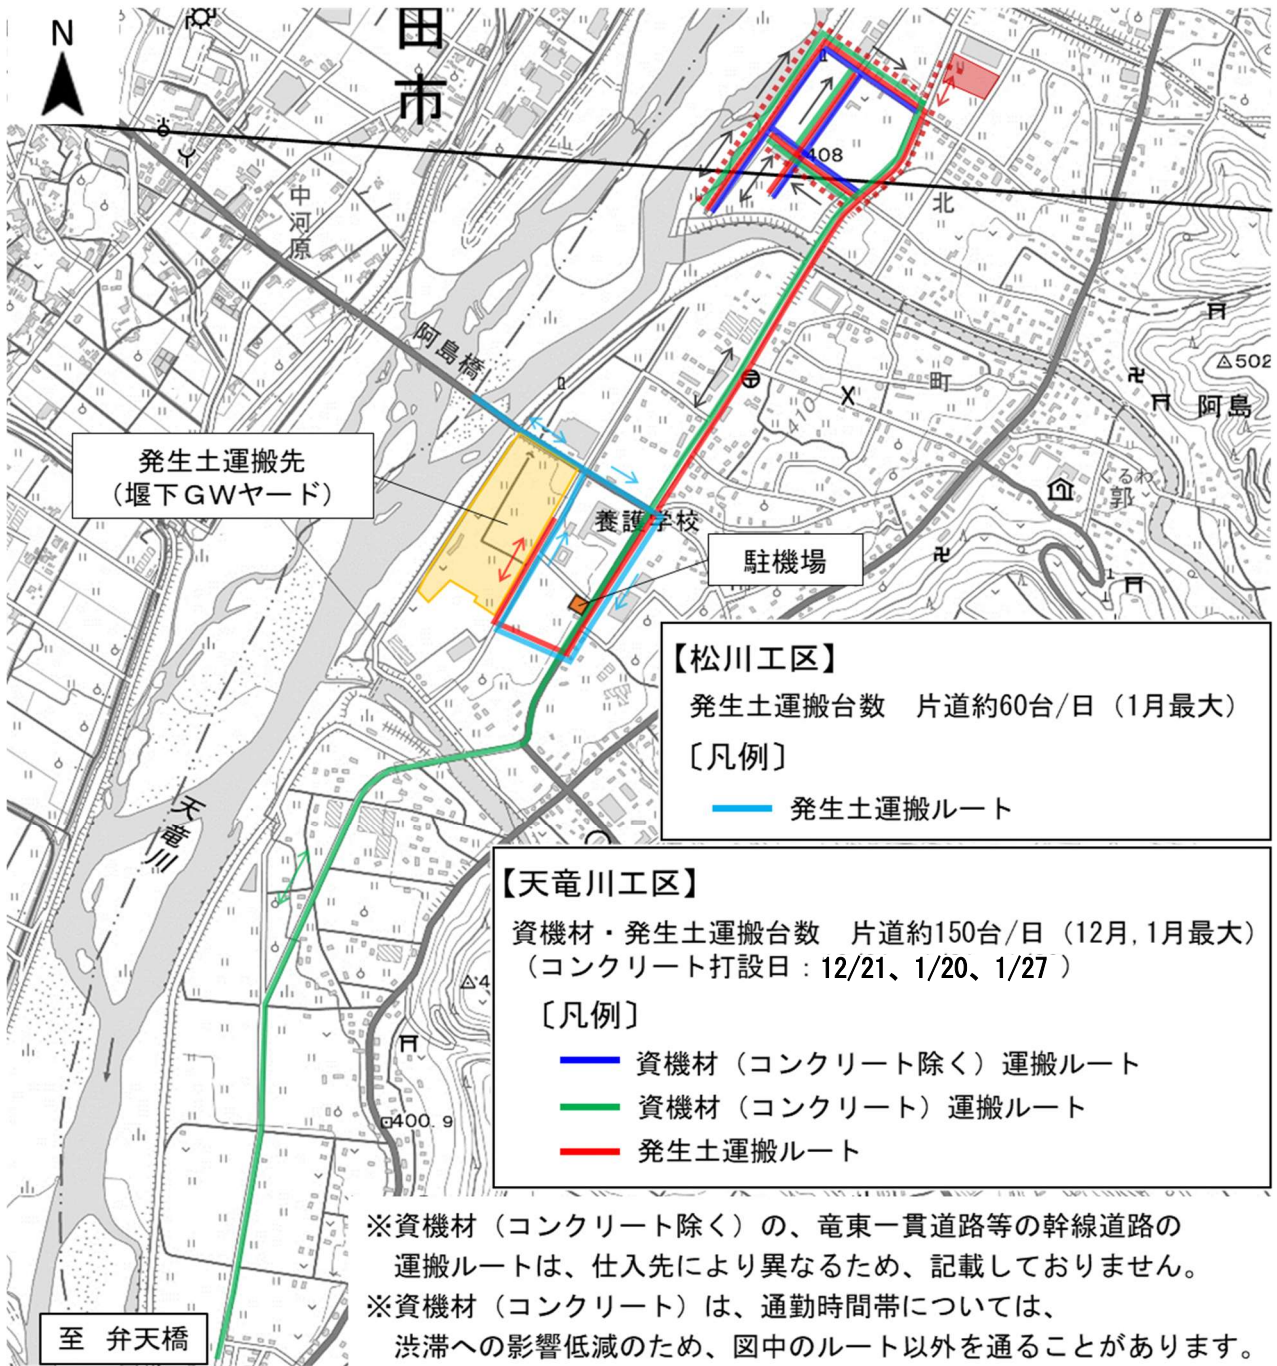 N
田市
中河原
408
北
阿島橋
町
410
502
阿島
発生土運搬先
(堰下GWヤード)
るわ
郭
養護学校
駐機場
【松川工区】
発生土運搬台数 片道約60台/日 (1月最大)
〔凡例〕
発生土運搬ルート
天竜川
【天竜川工区】
資機材・発生土運搬台数 片道約150台/日 (12月,1月最大)
(コンクリート打設日:12/21、1/20、1/27 )
〔凡例〕
資機材(コンクリート除く)運搬ルート
資機材(コンクリート)運搬ルート
発生土運搬ルート
400.9
※資機材(コンクリート除く)の、竜東一貫道路等の幹線道路の
運搬ルートは、仕入先により異なるため、記載しておりません。
※資機材(コンクリート)は、通勤時間帯については、
渋滞への影響低減のため、図中のルート以外を通ることがあります。
至 弁天橋